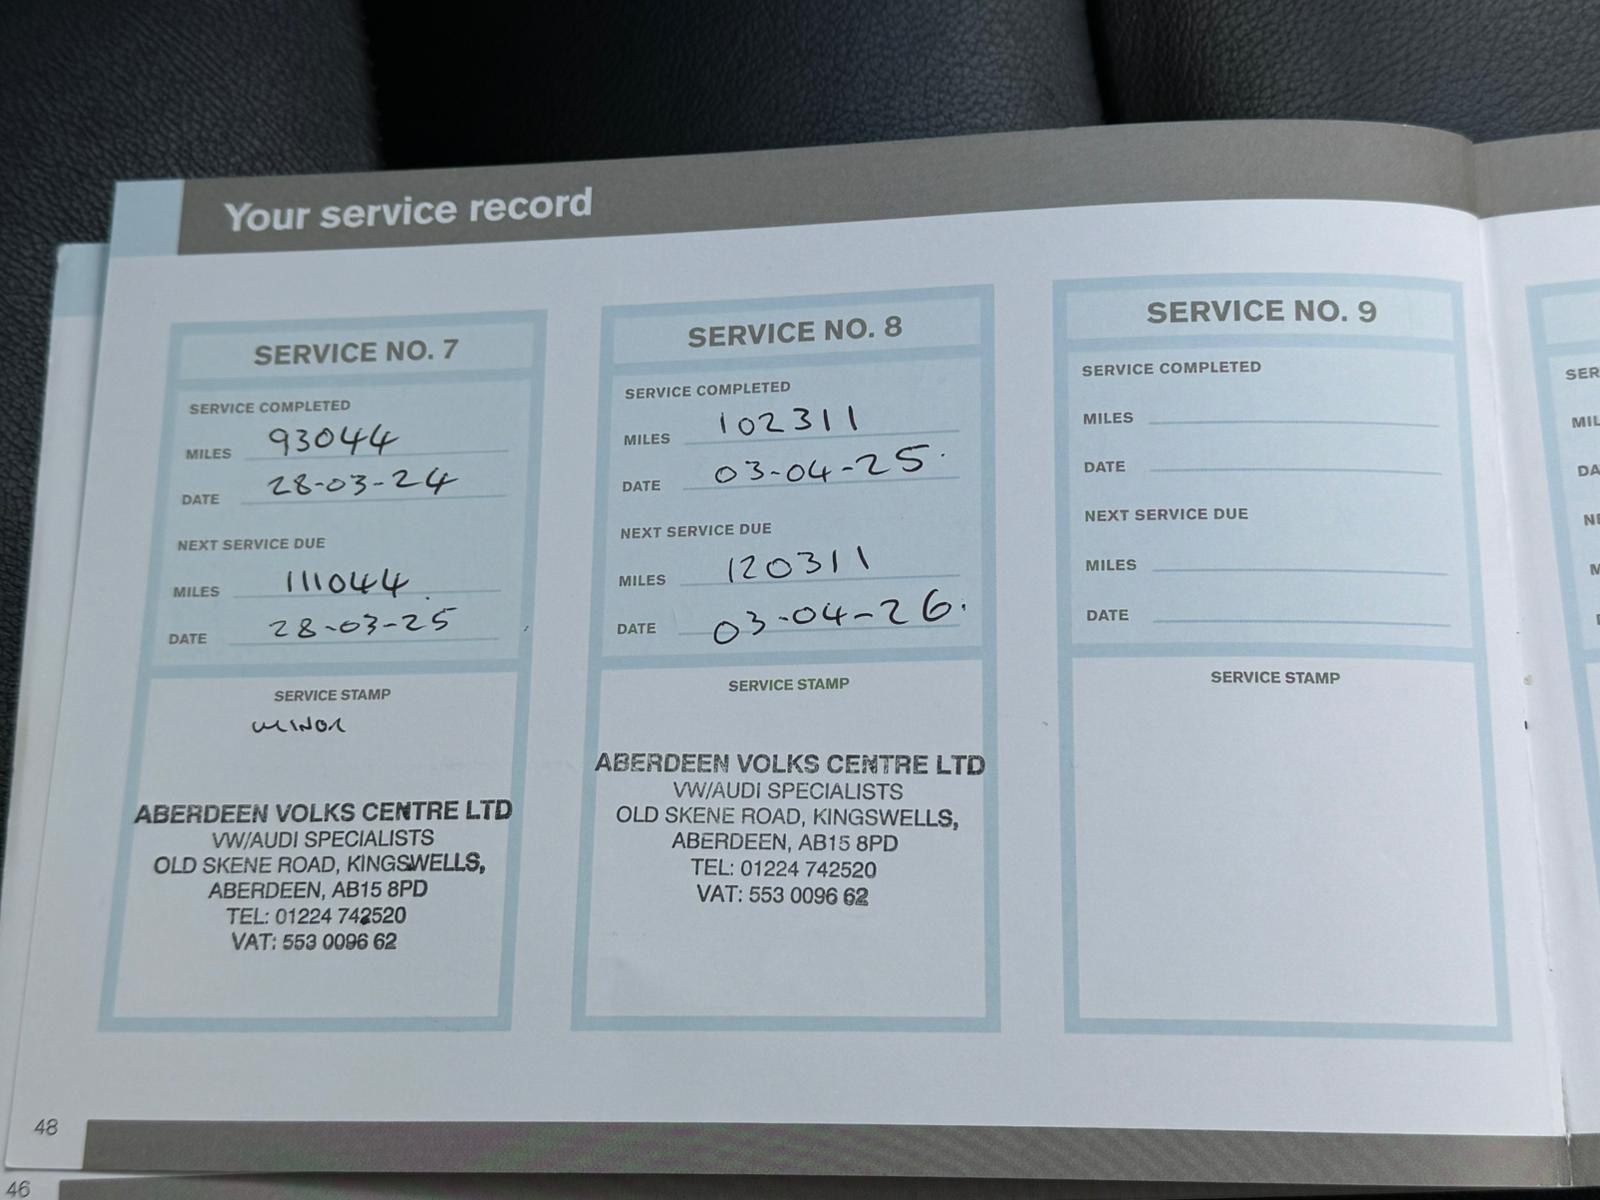 Your service record
SERVICE NO. 7
SERVICE COMPLETED
MILES 93044
DATE 28-03-24
NEXT SERVICE DUE
MILES 111044
DATE 28-03-25
SERVICE STAMP
MINOR
ABERDEEN VOLKS CENTRE LTD
VW/AUDI SPECIALISTS
OLD SKENE ROAD, KINGSWELLS,
ABERDEEN, AB15 8PD
TEL: 01224 742520
VAT: 553 0096 62
SERVICE NO. 8
SERVICE COMPLETED
MILES 102311
DATE 03-04-25.
NEXT SERVICE DUE
MILES 120311
DATE 03-04-26.
SERVICE STAMP
ABERDEEN VOLKS CENTRE LTD
VW/AUDI SPECIALISTS
OLD SKENE ROAD, KINGSWELLS,
ABERDEEN, AB15 8PD
TEL: 01224 742520
VAT: 553 0096 62
SERVICE NO. 9
SERVICE COMPLETED
MILES
DATE
NEXT SERVICE DUE
MILES
DATE
SERVICE STAMP
48
46